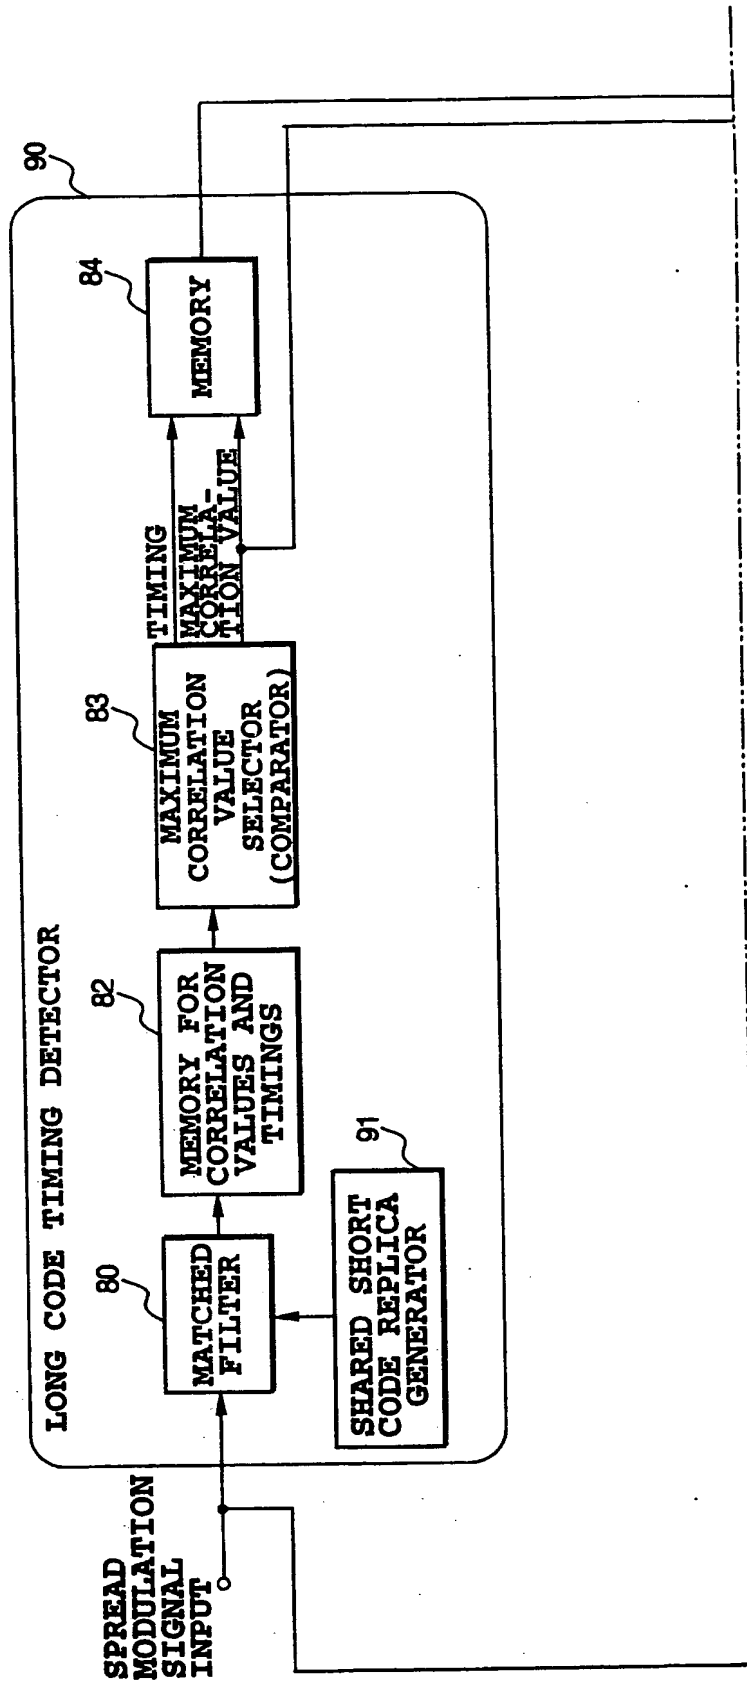 LONG CODE TIMING DETECTOR
90
SPREAD
MODULATION
SIGNAL
INPUT
80
MATCHED
FILTER
91
SHARED SHORT
CODE REPLICA
GENERATOR
82
MEMORY FOR
CORRELATION
VALUES AND
TIMINGS
83
MAXIMUM
CORRELATION
VALUE
SELECTOR
(COMPARATOR)
TIMING
MAXIMUM
CORRELA-
TION VALUE
84
MEMORY